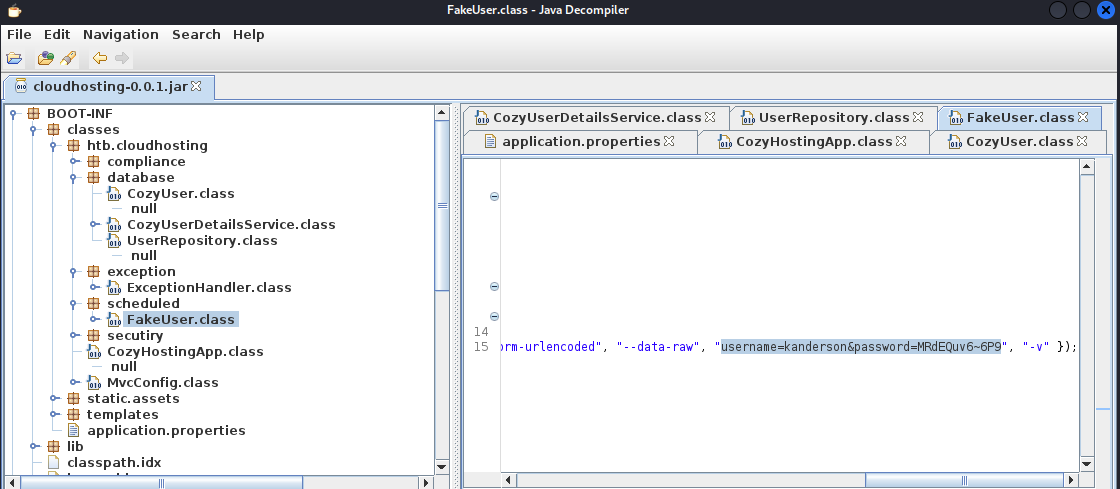 FakeUser.class - Java Decompiler
File Edit Navigation Search Help
cloudhosting-0.0.1.jar
BOOT-INF
classes
htb.cloudhosting
compliance
database
CozyUser.class
null
CozyUserDetailsService.class
UserRepository.class
null
exception
ExceptionHandler.class
scheduled
FakeUser.class
secutiry
CozyHostingApp.class
null
MvcConfig.class
static.assets
templates
application.properties
lib
classpath.idx
CozyUserDetailsService.class UserRepository.class FakeUser.class
application.properties CozyHostingApp.class CozyUser.class
14
15 orm-urlencoded", "--data-raw", "username=kanderson&password=MRdEQuv6~6P9", "-v" });